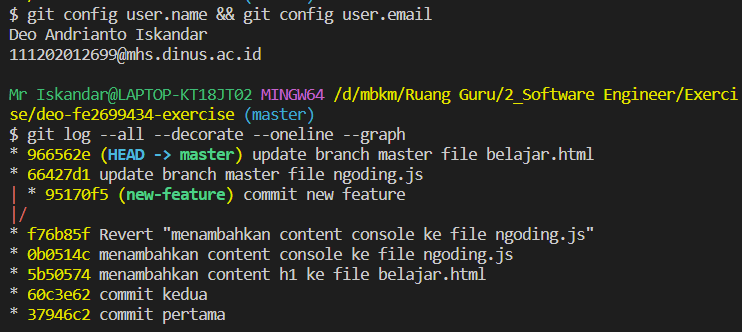 $ git config user.name && git config user.email
Deo Andrianto Iskandar
111202012699@mhs.dinus.ac.id
Mr Iskandar@LAPTOP-KT18JT02 MINGW64 /d/mbkm/Ruang Guru/2_Software Engineer/Exerci
se/deo-fe2699434-exercise (master)
$ git log --all --decorate --oneline --graph
* 966562e (HEAD -> master) update branch master file belajar.html
* 66427d1 update branch master file ngoding.js
| * 95170f5 (new-feature) commit new feature
|/
* f76b85f Revert "menambahkan content console ke file ngoding.js"
* 0b0514c menambahkan content console ke file ngoding.js
* 5b50574 menambahkan content h1 ke file belajar.html
* 60c3e62 commit kedua
* 37946c2 commit pertama